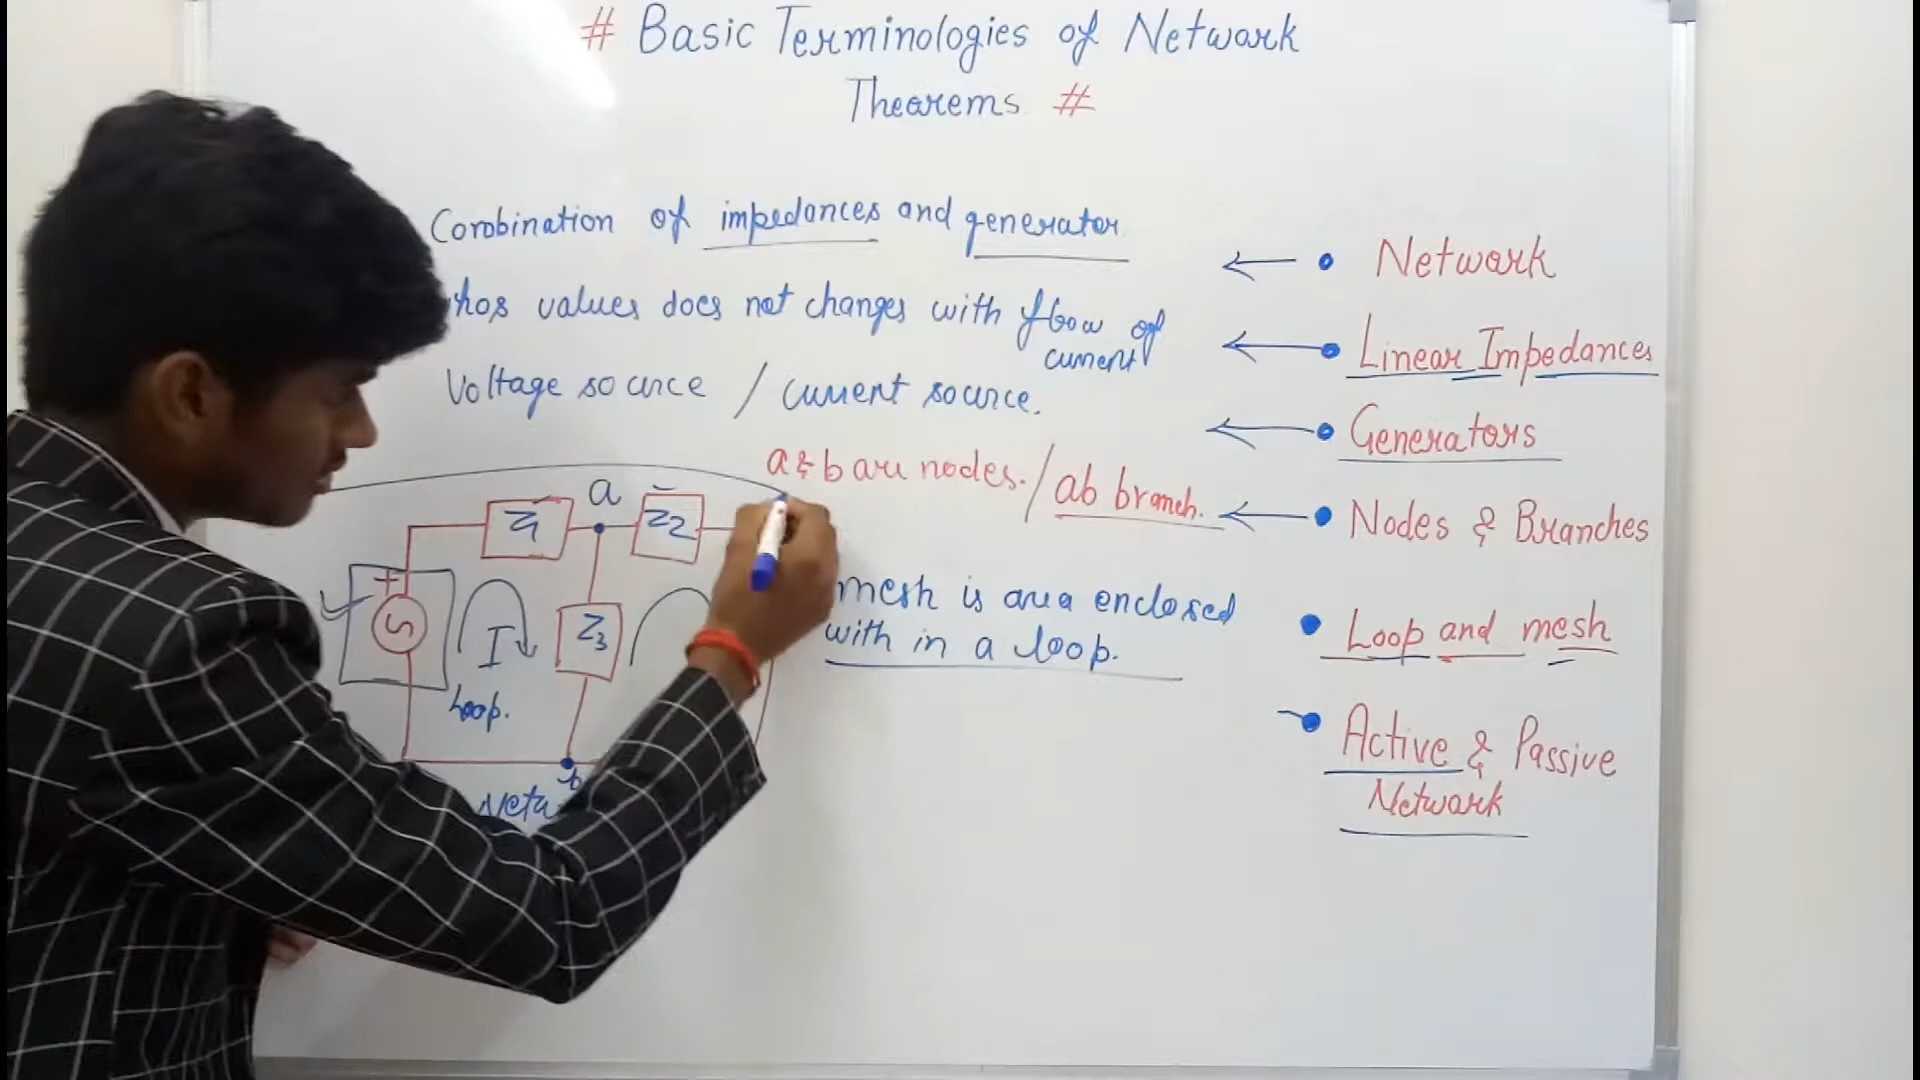 # Basic Terminologies of Network
Theorems #
Combination of impedances and generator
values does not changes with flow of
current
Voltage source / current source.
a & b are nodes. / ab branch.
mesh is area enclosed
with in a loop.
• Network
• Linear Impedances
• Generators
• Nodes & Branches
• Loop and mesh
• Active & Passive
Network
Z1
a
Z2
+
Z3
I
Loop.
b